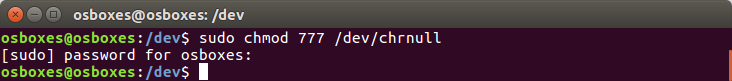 osboxes@osboxes: /dev
osboxes@osboxes:/dev$ sudo chmod 777 /dev/chrnull
[sudo] password for osboxes:
osboxes@osboxes:/dev$